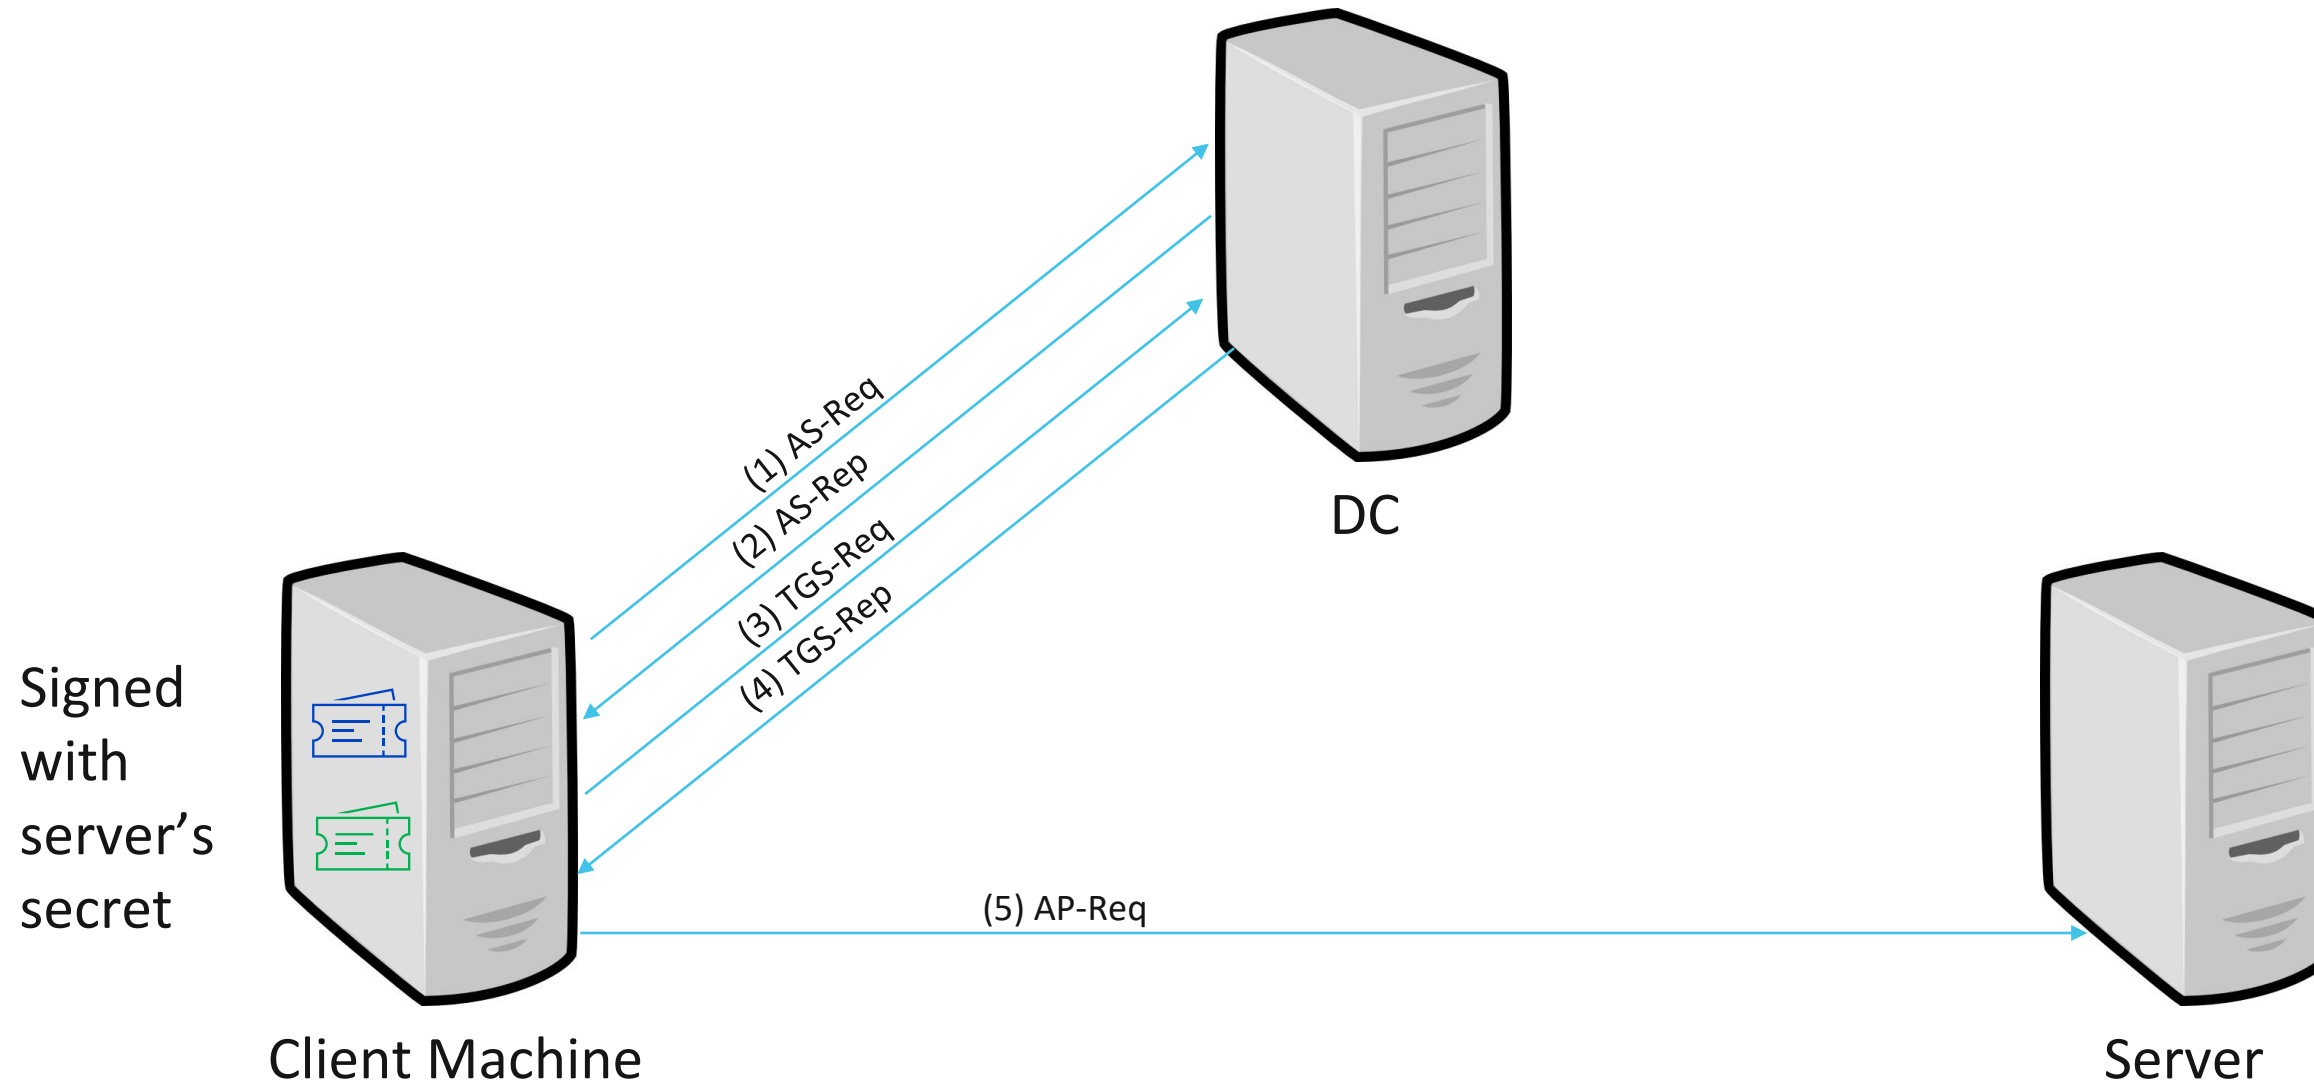 (1) AS-Req
(2) AS-Rep
(3) TGS-Req
(4) TGS-Rep
DC
Signed
with
server’s
secret
(5) AP-Req
Client Machine
Server